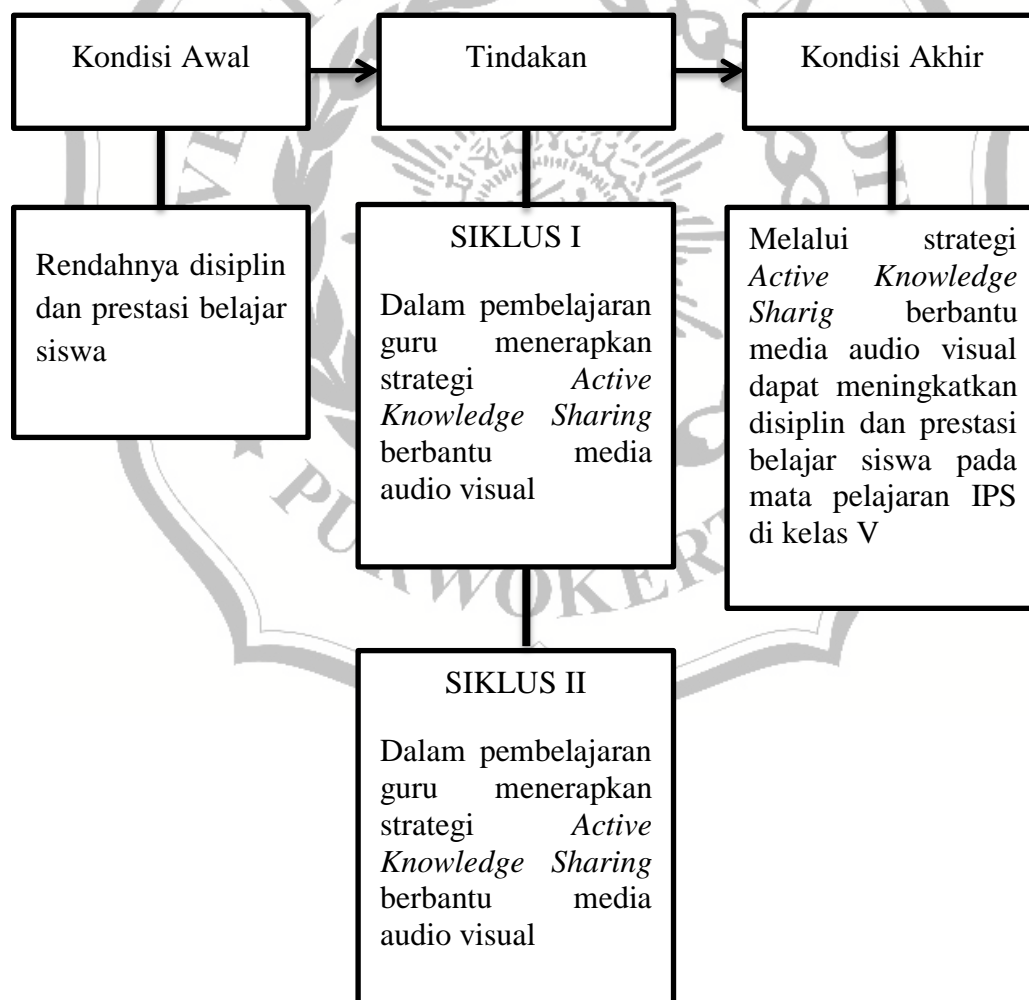 Kondisi Awal
Tindakan
Kondisi Akhir
Rendahnya disiplin
dan prestasi belajar
siswa
SIKLUS I
Dalam pembelajaran
guru menerapkan
strategi Active
Knowledge Sharing
berbantu media
audio visual
Melalui strategi
Active Knowledge
Sharig berbantu
media audio visual
dapat meningkatkan
disiplin dan prestasi
belajar siswa pada
mata pelajaran IPS
di kelas V
SIKLUS II
Dalam pembelajaran
guru menerapkan
strategi Active
Knowledge Sharing
berbantu media
audio visual